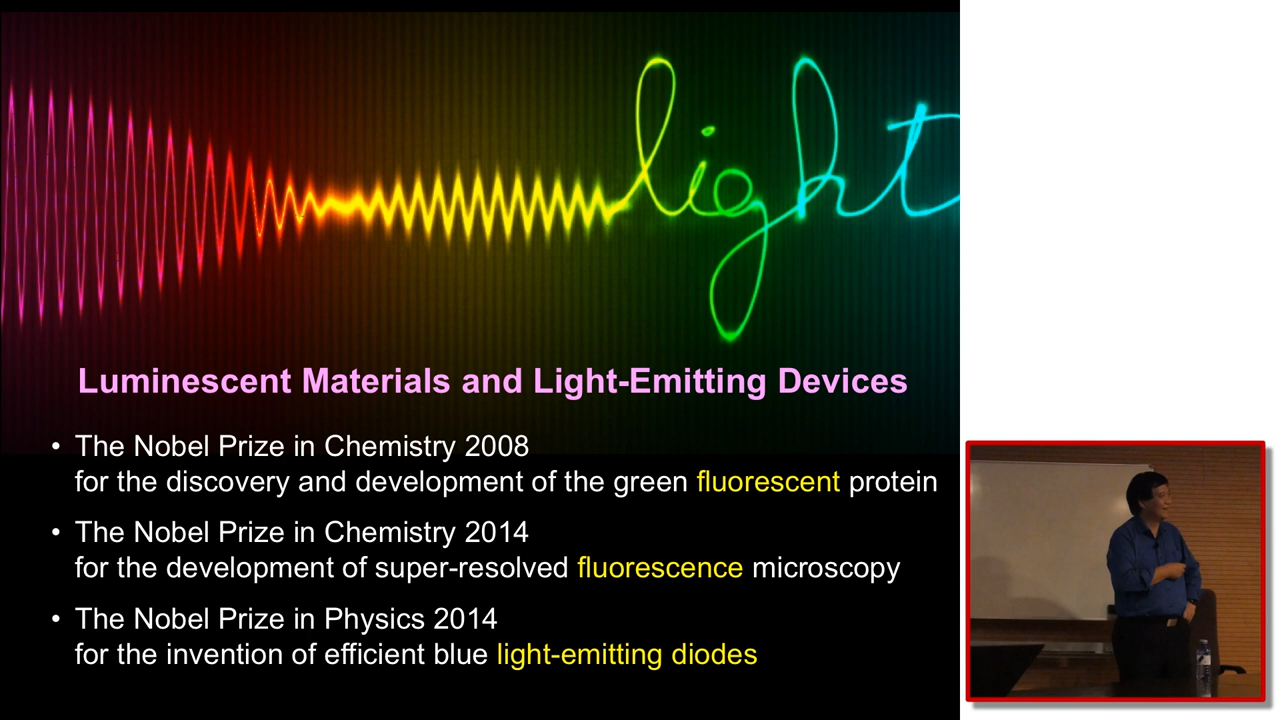 light
Luminescent Materials and Light-Emitting Devices
• The Nobel Prize in Chemistry 2008
for the discovery and development of the green fluorescent protein
• The Nobel Prize in Chemistry 2014
for the development of super-resolved fluorescence microscopy
• The Nobel Prize in Physics 2014
for the invention of efficient blue light-emitting diodes